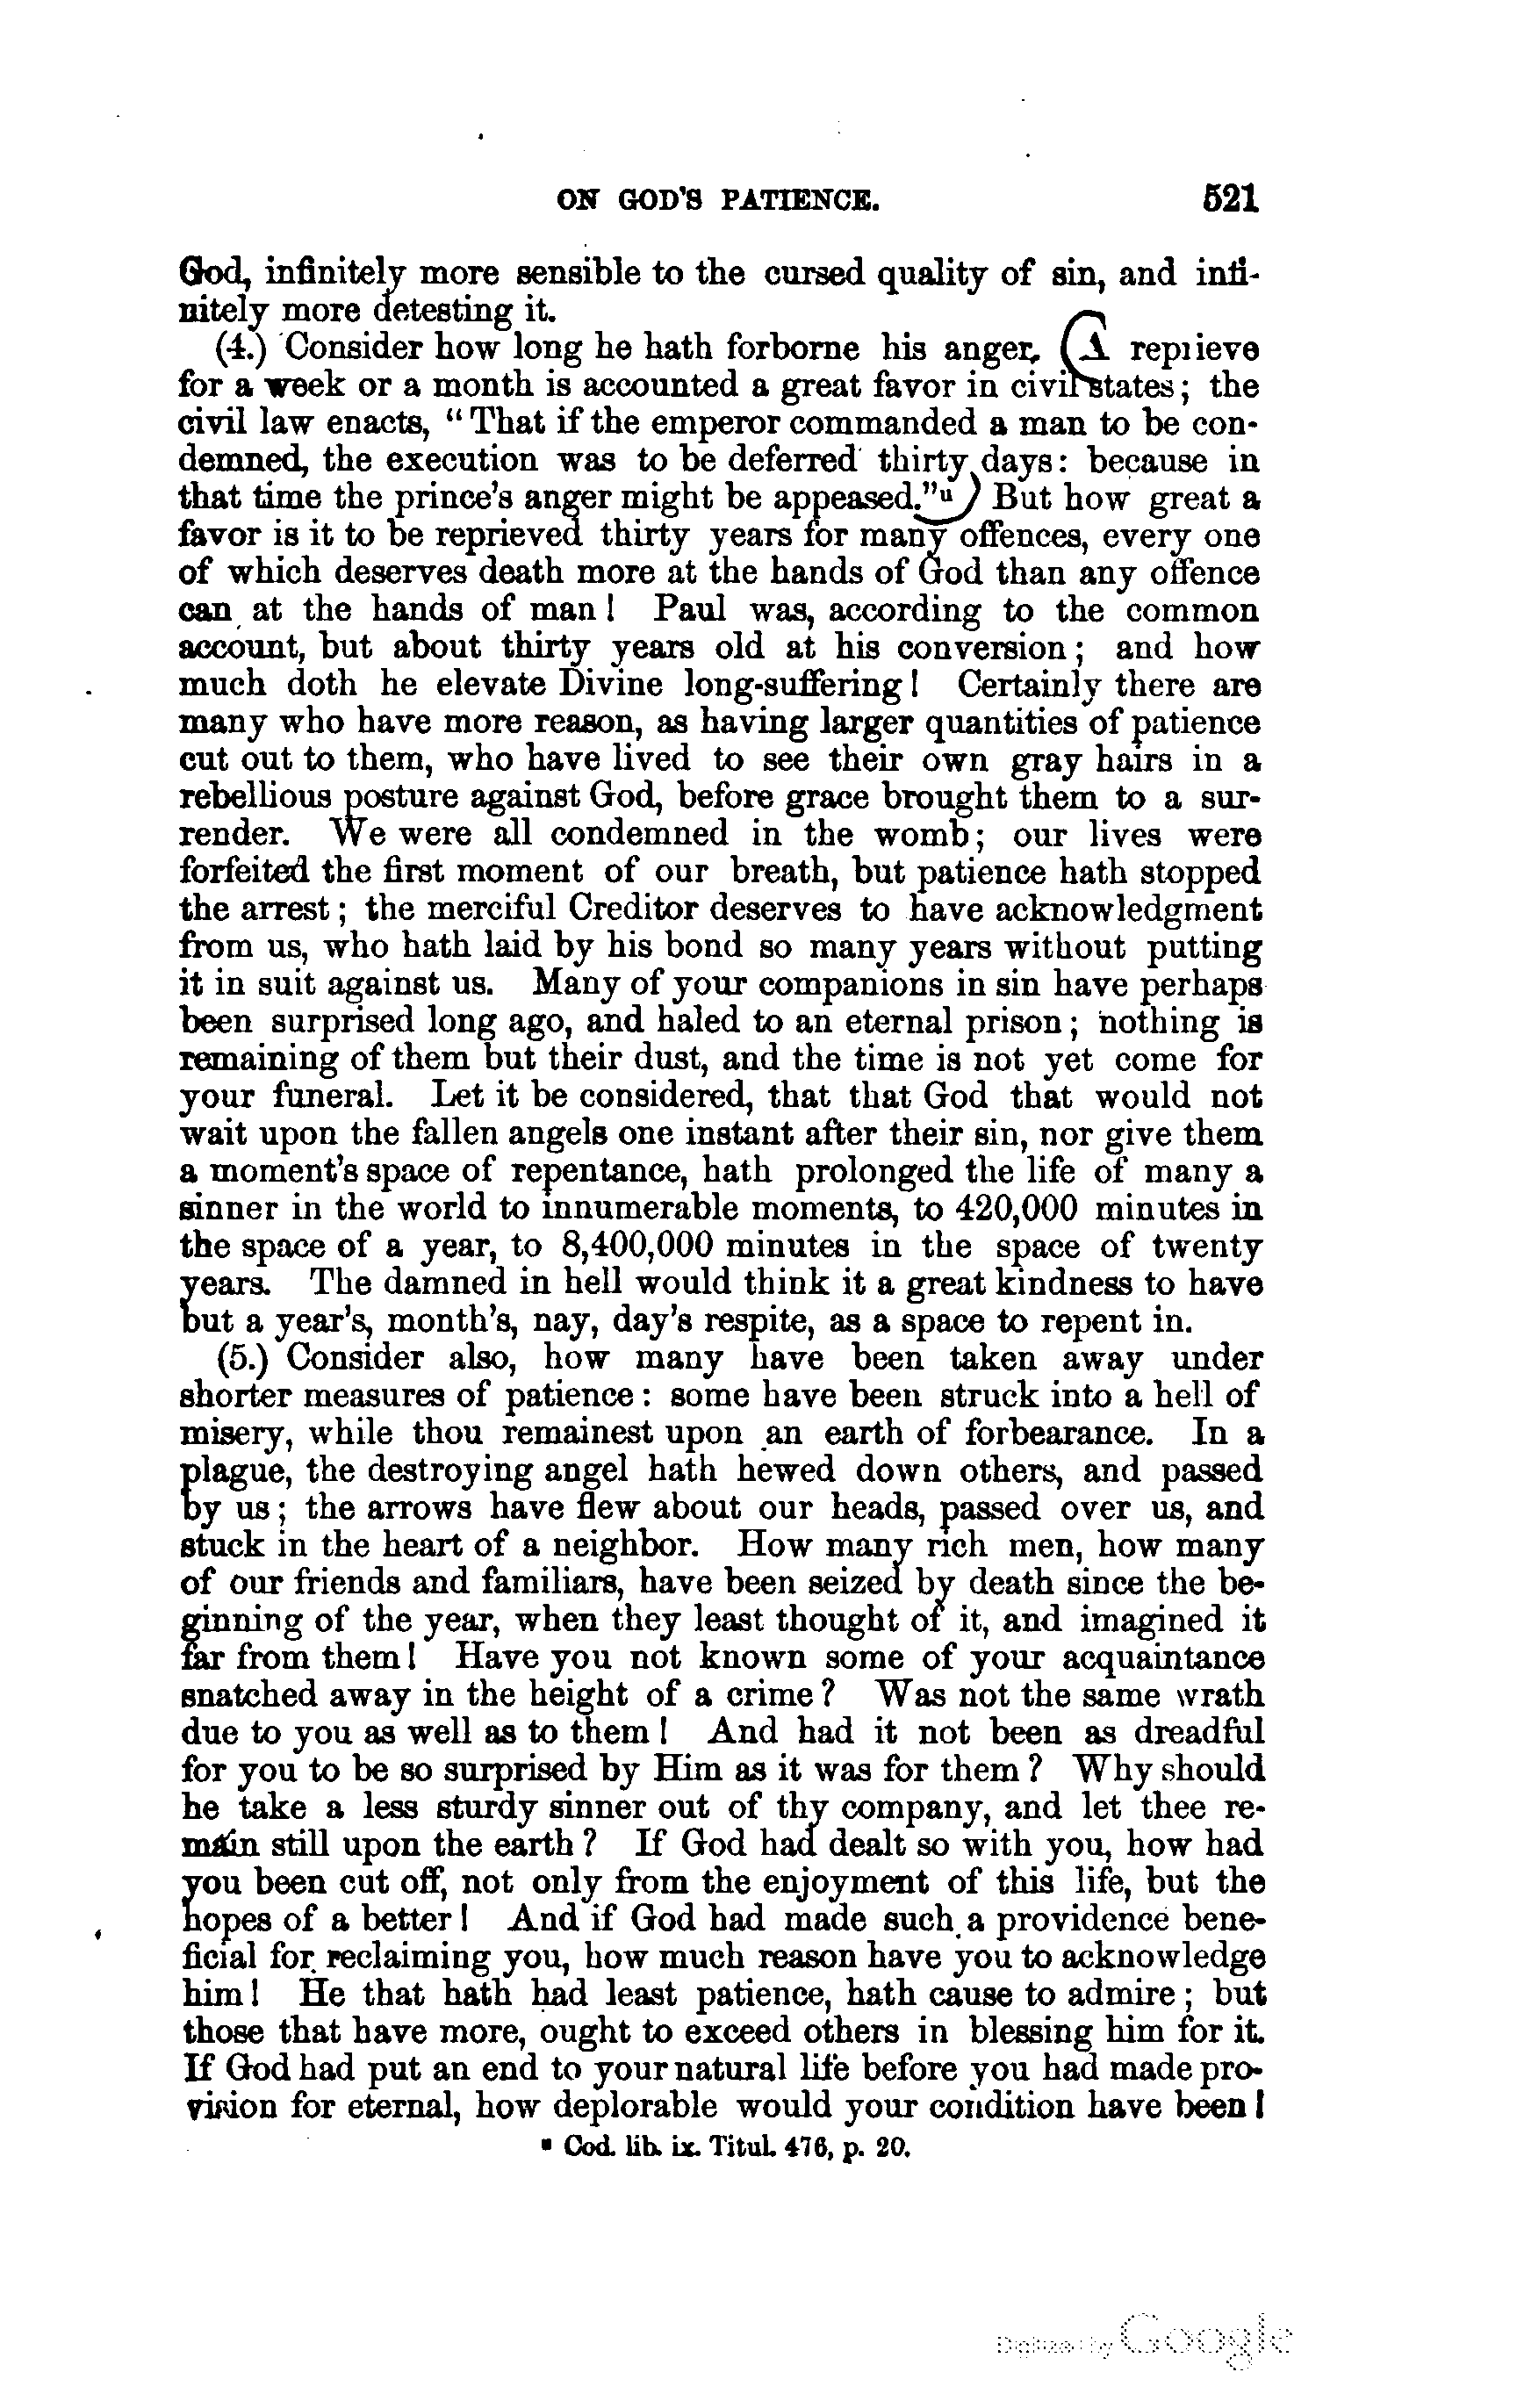 ON GOD'S PATIENCE. 521
God, infinitely more sensible to the cursed quality of sin, and infi-
nitely more detesting it.
(4.) Consider how long he hath forborne his anger. A reprieve
for a week or a month is accounted a great favor in civil states; the
civil law enacts, "That if the emperor commanded a man to be con-
demned, the execution was to be deferred thirty days: because in
that time the prince's anger might be appeased."u But how great a
favor is it to be reprieved thirty years for many offences, every one
of which deserves death more at the hands of God than any offence
can at the hands of man! Paul was, according to the common
account, but about thirty years old at his conversion; and how
much doth he elevate Divine long-suffering! Certainly there are
many who have more reason, as having larger quantities of patience
cut out to them, who have lived to see their own gray hairs in a
rebellious posture against God, before grace brought them to a sur-
render. We were all condemned in the womb; our lives were
forfeited the first moment of our breath, but patience hath stopped
the arrest; the merciful Creditor deserves to have acknowledgment
from us, who hath laid by his bond so many years without putting
it in suit against us. Many of your companions in sin have perhaps
been surprised long ago, and haled to an eternal prison; nothing is
remaining of them but their dust, and the time is not yet come for
your funeral. Let it be considered, that that God that would not
wait upon the fallen angels one instant after their sin, nor give them
a moment's space of repentance, hath prolonged the life of many a
sinner in the world to innumerable moments, to 420,000 minutes in
the space of a year, to 8,400,000 minutes in the space of twenty
years. The damned in hell would think it a great kindness to have
but a year's, month's, nay, day's respite, as a space to repent in.
(5.) Consider also, how many have been taken away under
shorter measures of patience: some have been struck into a hell of
misery, while thou remainest upon an earth of forbearance. In a
plague, the destroying angel hath hewed down others, and passed
by us; the arrows have flew about our heads, passed over us, and
stuck in the heart of a neighbor. How many rich men, how many
of our friends and familiars, have been seized by death since the be-
ginning of the year, when they least thought of it, and imagined it
far from them! Have you not known some of your acquaintance
snatched away in the height of a crime? Was not the same wrath
due to you as well as to them! And had it not been as dreadful
for you to be so surprised by Him as it was for them? Why should
he take a less sturdy sinner out of thy company, and let thee re-
main still upon the earth? If God had dealt so with you, how had
you been cut off, not only from the enjoyment of this life, but the
hopes of a better! And if God had made such a providence bene-
ficial for reclaiming you, how much reason have you to acknowledge
him! He that hath had least patience, hath cause to admire; but
those that have more, ought to exceed others in blessing him for it.
If God had put an end to your natural life before you had made pro-
vision for eternal, how deplorable would your condition have been!
u Cod. lib. ix. Titul. 476, p. 20.
Digitized by Google